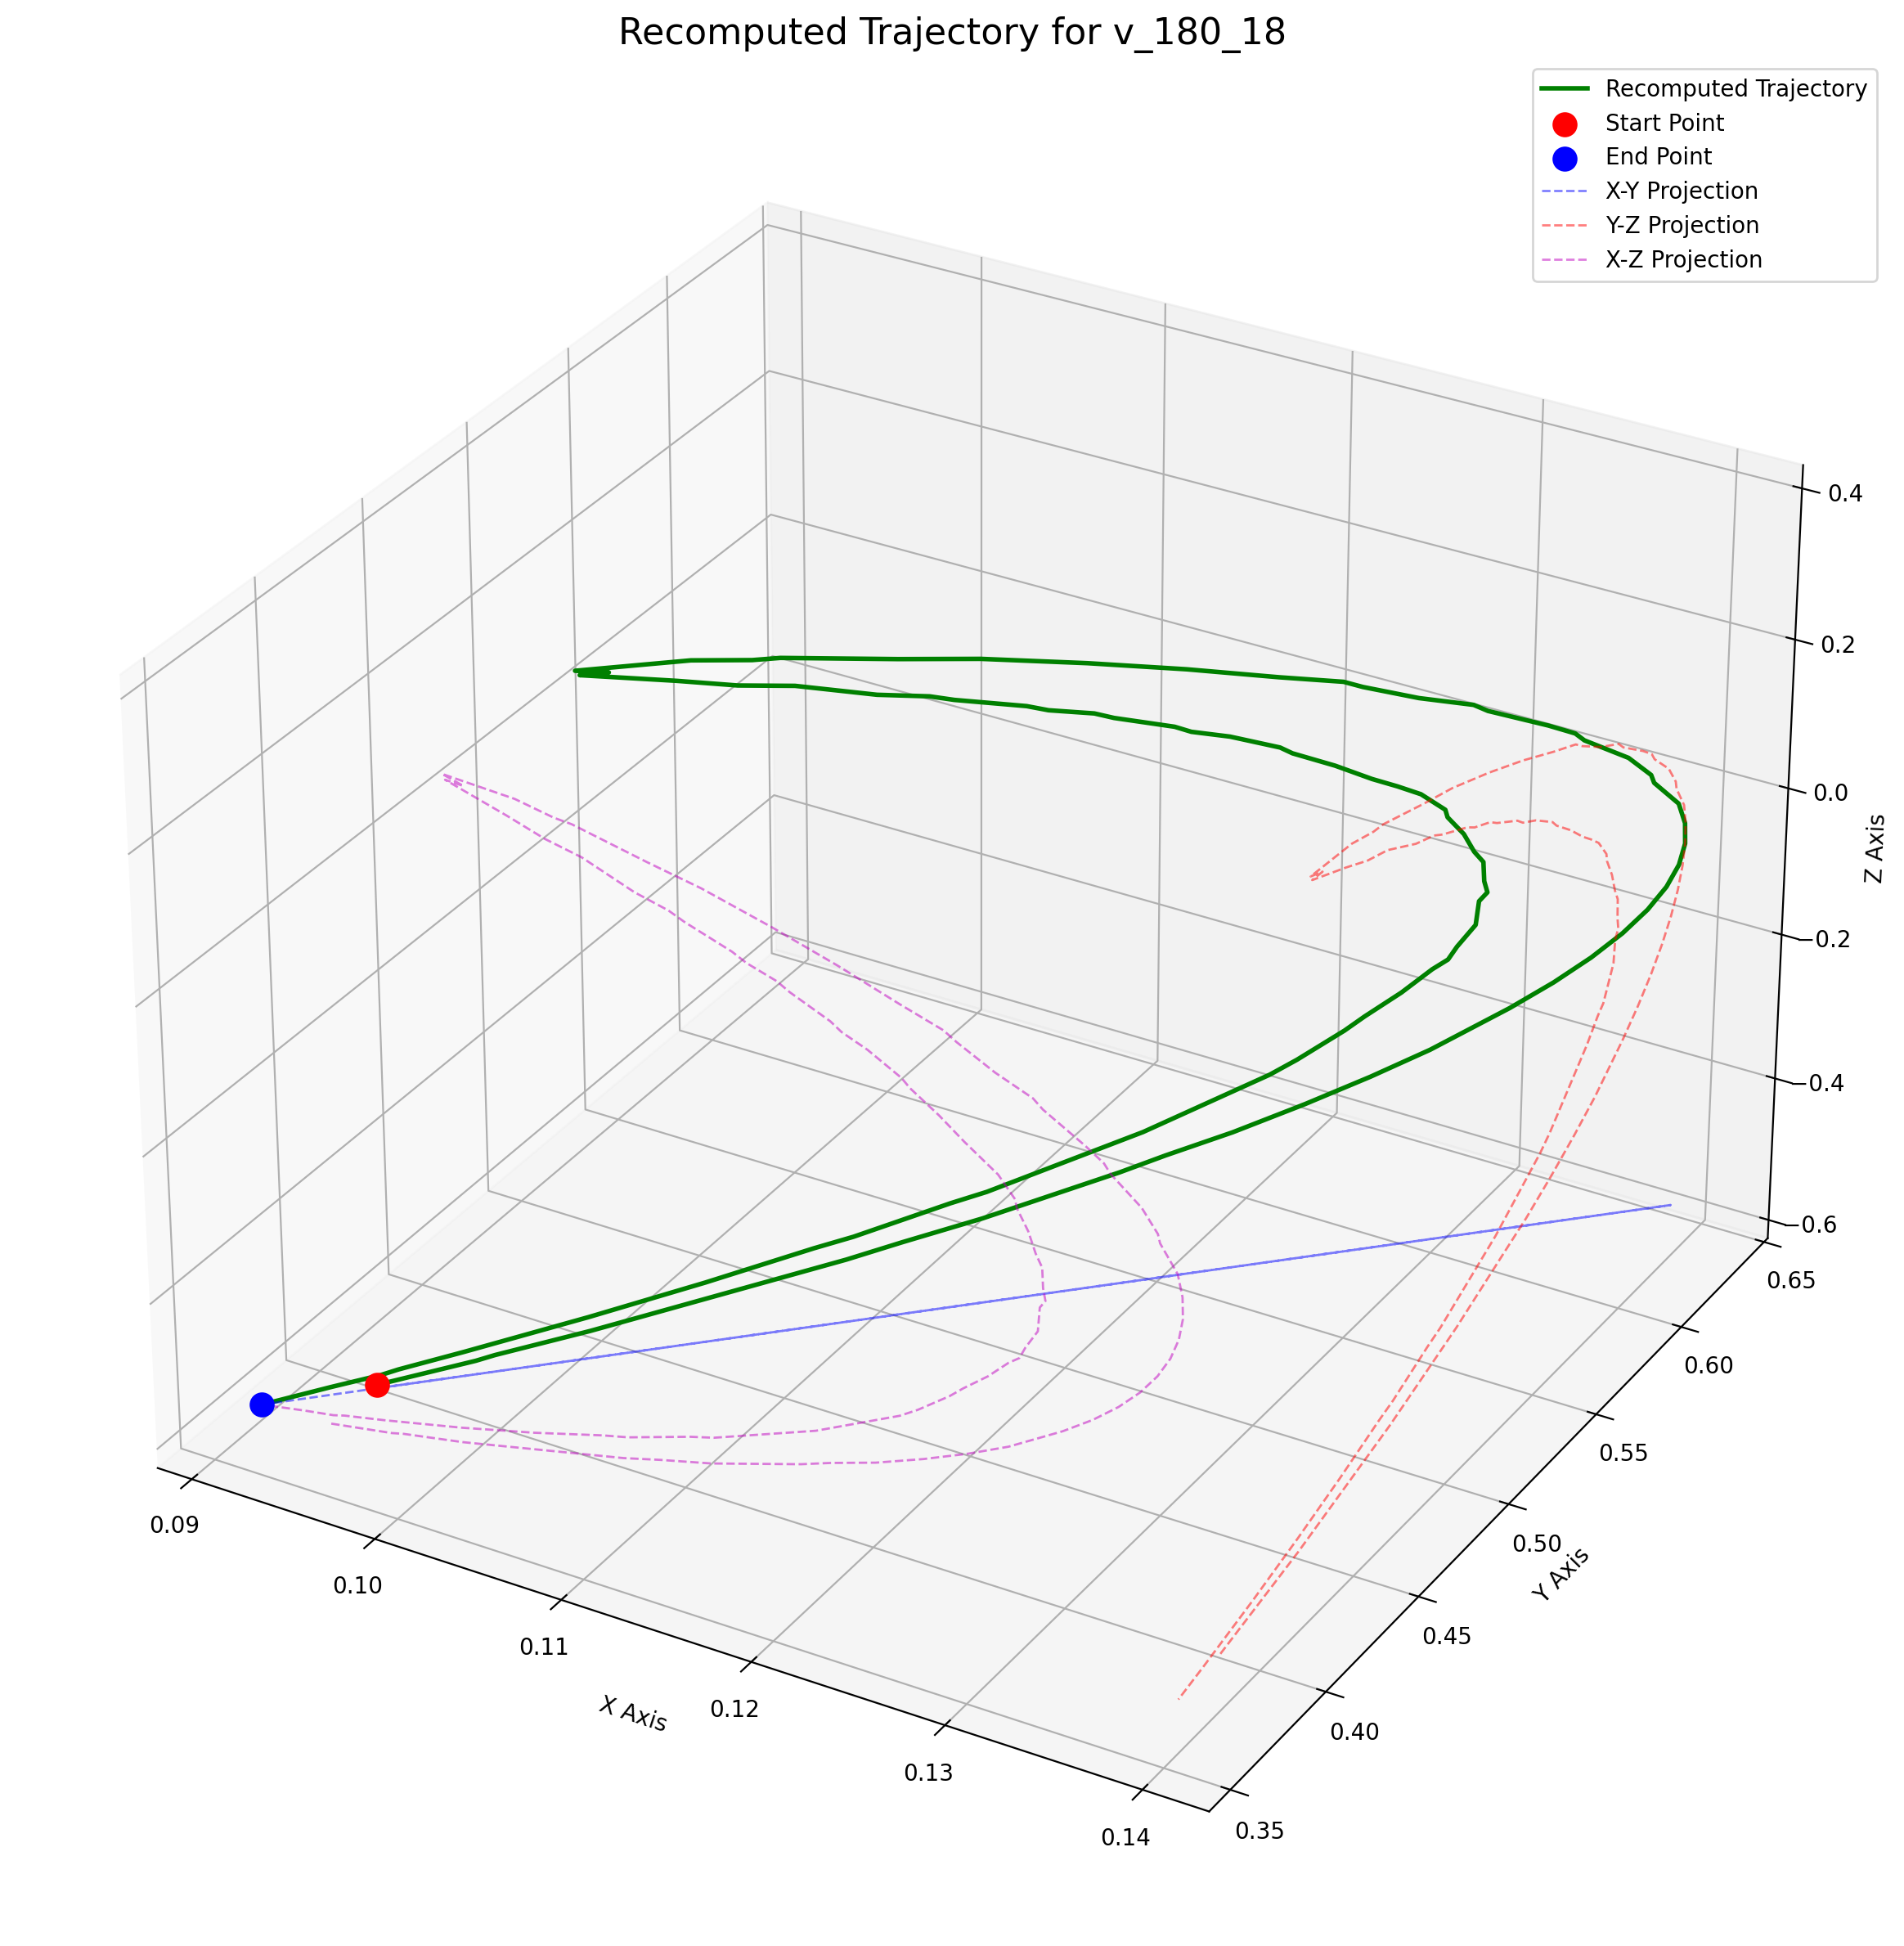 Recomputed Trajectory for v_180_18
Recomputed Trajectory
Start Point
End Point
X-Y Projection
Y-Z Projection
X-Z Projection
0.4
0.2
0.0
−0.2
−0.4
−0.6
Z Axis
0.65
0.60
0.55
0.50
0.45
0.40
0.35
Y Axis
0.09
0.10
0.11
0.12
0.13
0.14
X Axis